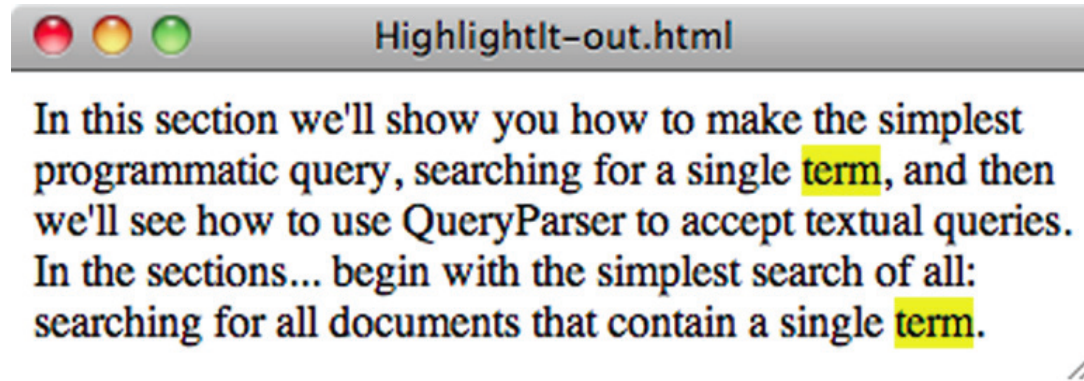 HighlightIt-out.html
In this section we'll show you how to make the simplest
programmatic query, searching for a single term, and then
we'll see how to use QueryParser to accept textual queries.
In the sections... begin with the simplest search of all:
searching for all documents that contain a single term.